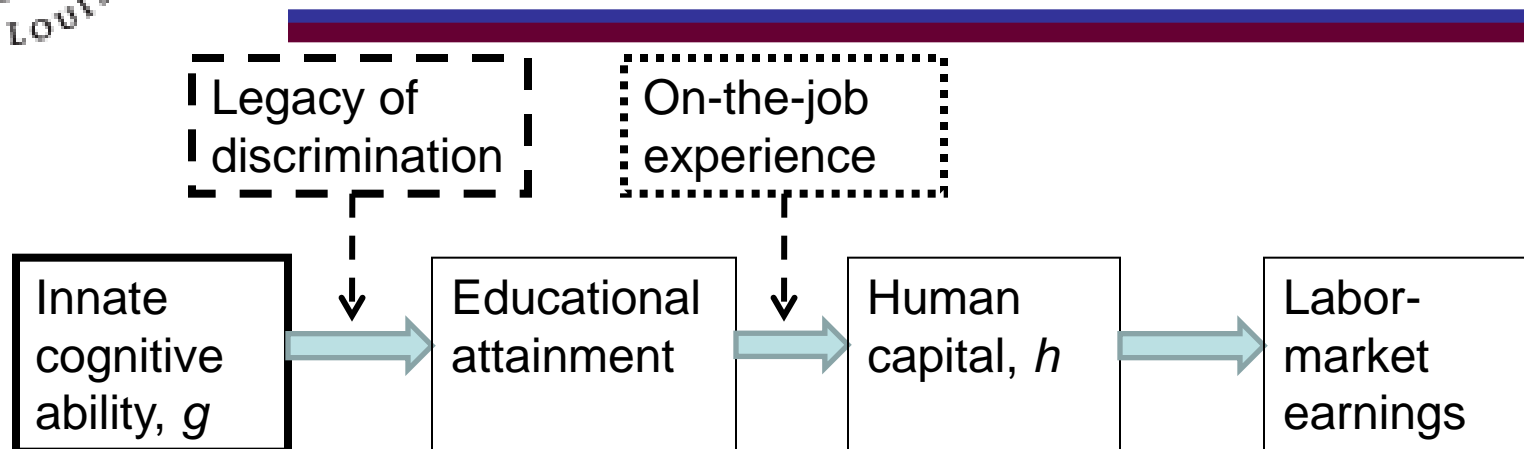 Legacy of
discrimination
On-the-job
experience
Innate
cognitive
ability, g
Educational
attainment
Human
capital, h
Labor-
market
earnings